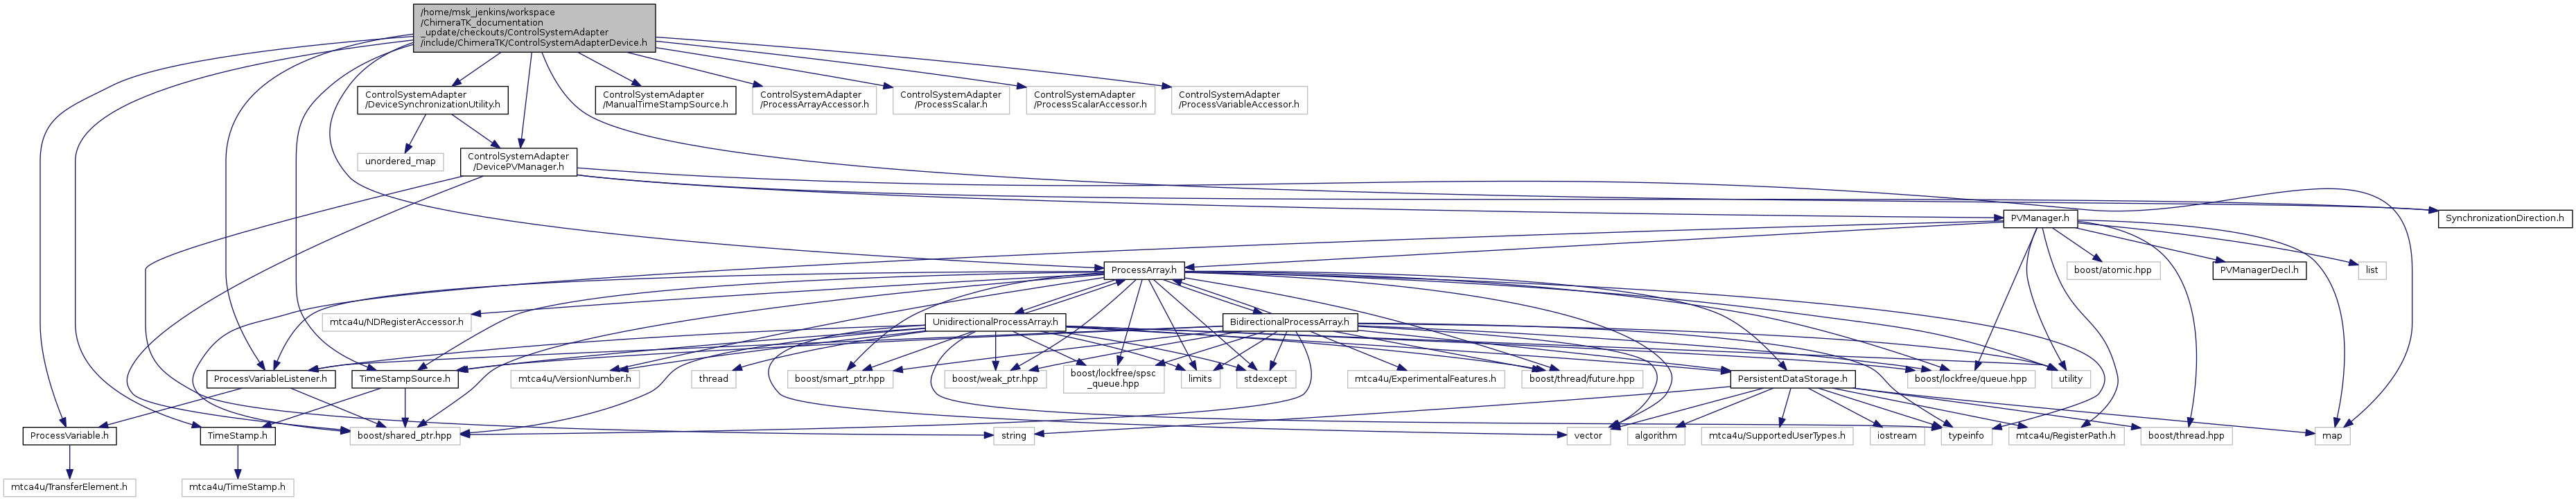 /home/msk_jenkins/workspace
/ChimeraTK_documentation
_update/checkouts/ControlSystemAdapter
/include/ChimeraTK/ControlSystemAdapterDevice.h
ControlSystemAdapter
/DeviceSynchronizationUtility.h
ControlSystemAdapter
/ManualTimeStampSource.h
ControlSystemAdapter
/ProcessArrayAccessor.h
ControlSystemAdapter
/ProcessScalar.h
ControlSystemAdapter
/ProcessScalarAccessor.h
ControlSystemAdapter
/ProcessVariableAccessor.h
unordered_map
ControlSystemAdapter
/DevicePVManager.h
PVManager.h
SynchronizationDirection.h
ProcessArray.h
boost/atomic.hpp
PVManagerDecl.h
list
mtca4u/NDRegisterAccessor.h
UnidirectionalProcessArray.h
BidirectionalProcessArray.h
ProcessVariableListener.h
TimeStampSource.h
mtca4u/VersionNumber.h
thread
boost/smart_ptr.hpp
boost/weak_ptr.hpp
boost/lockfree/spsc
_queue.hpp
limits
stdexcept
mtca4u/ExperimentalFeatures.h
boost/thread/future.hpp
PersistentDataStorage.h
boost/lockfree/queue.hpp
utility
ProcessVariable.h
TimeStamp.h
boost/shared_ptr.hpp
string
vector
algorithm
mtca4u/SupportedUserTypes.h
iostream
typeinfo
mtca4u/RegisterPath.h
boost/thread.hpp
map
mtca4u/TransferElement.h
mtca4u/TimeStamp.h